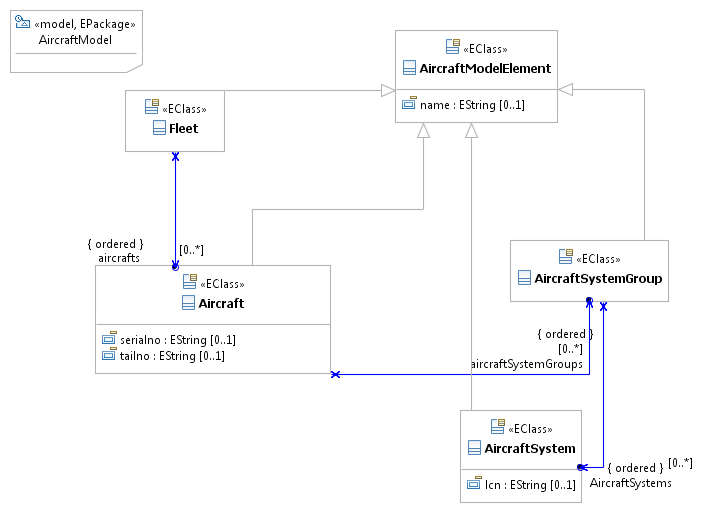 «model, EPackage»
AircraftModel
«EClass»
AircraftModelElement
name : EString [0..1]
«EClass»
Fleet
{ ordered }
[0..*]
aircrafts
«EClass»
Aircraft
serialno : EString [0..1]
tailno : EString [0..1]
«EClass»
AircraftSystemGroup
{ ordered }
[0..*]
aircraftSystemGroups
«EClass»
AircraftSystem
lcn : EString [0..1]
{ ordered }
[0..*]
AircraftSystems